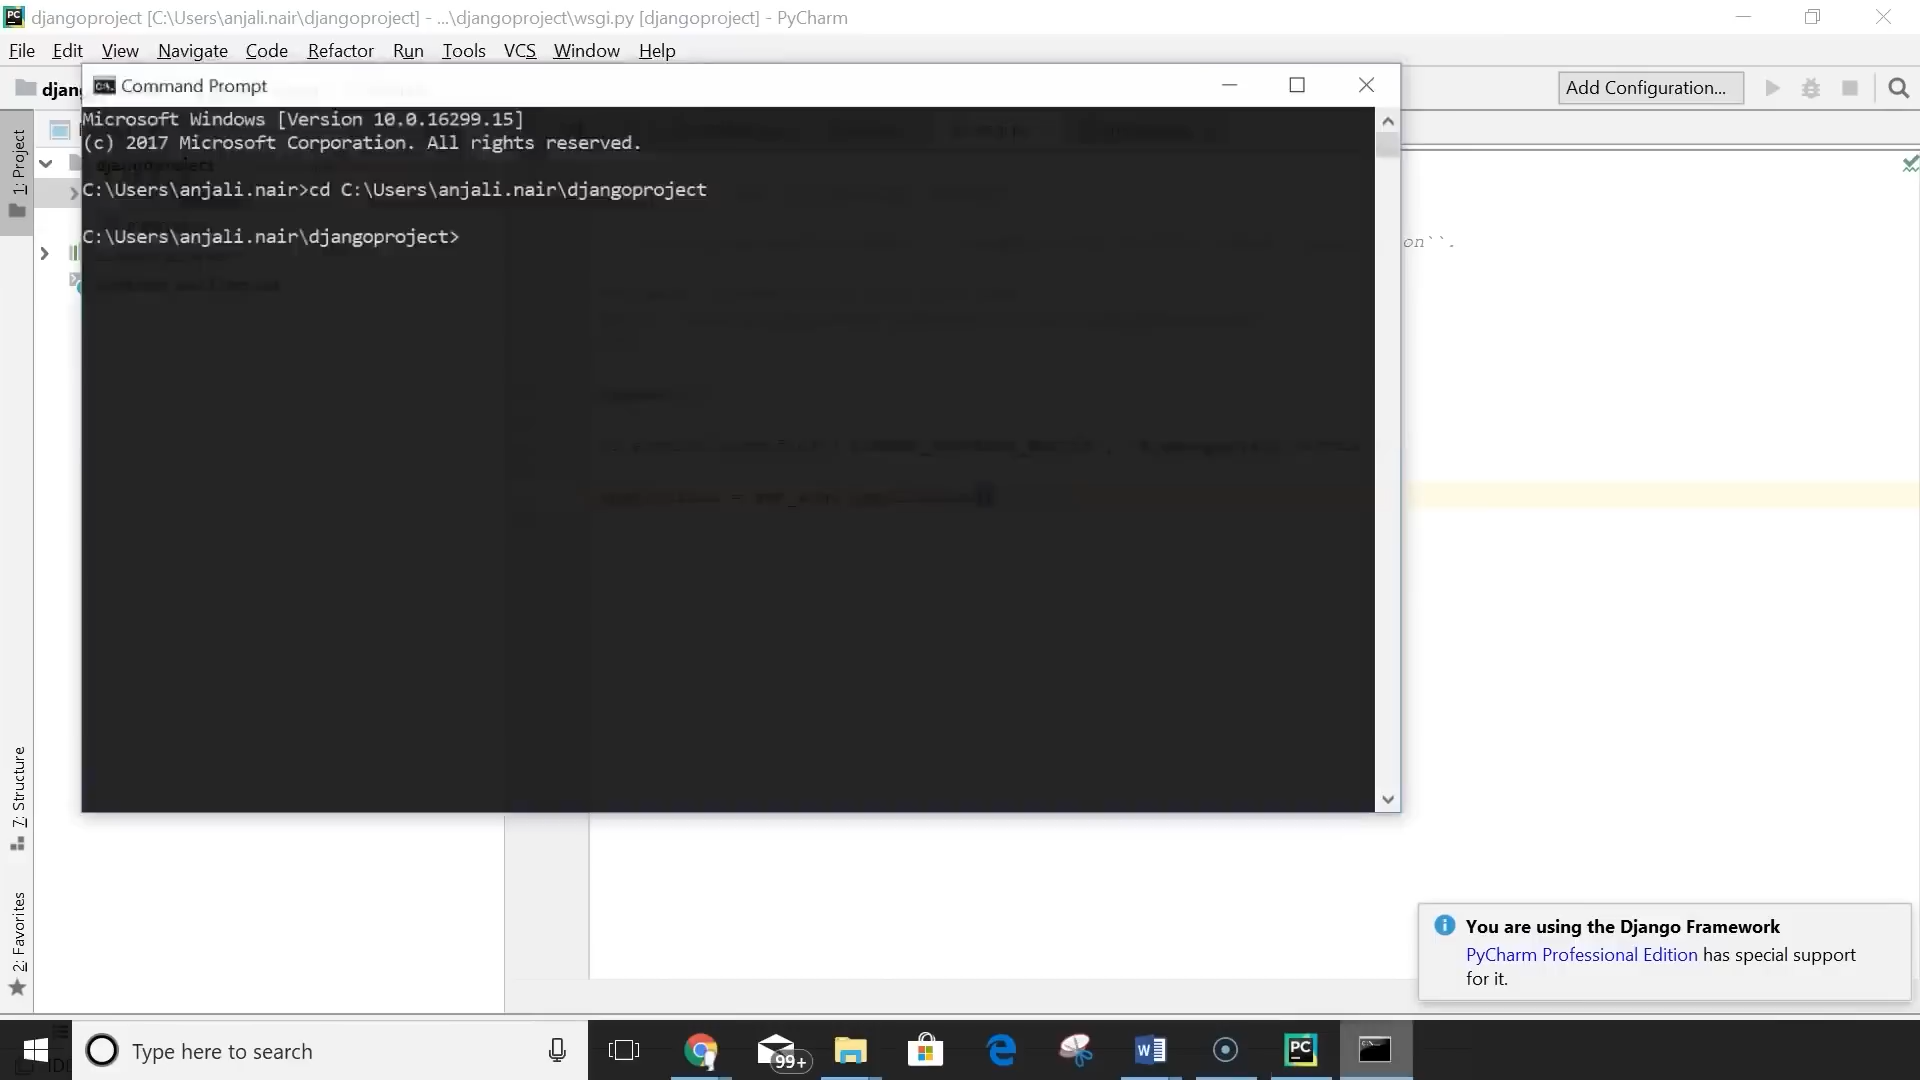 djangoproject [C:\Users\anjali.nair\djangoproject] - ...\djangoproject\wsgi.py [djangoproject] - PyCharm
File Edit View Navigate Code Refactor Run Tools VCS Window Help
Add Configuration...
Command Prompt
Microsoft Windows [Version 10.0.16299.15]
(c) 2017 Microsoft Corporation. All rights reserved.
C:\Users\anjali.nair>cd C:\Users\anjali.nair\djangoproject
C:\Users\anjali.nair\djangoproject>
on``.
1: Project
7: Structure
2: Favorites
You are using the Django Framework
PyCharm Professional Edition has special support
for it.
Type here to search
99+